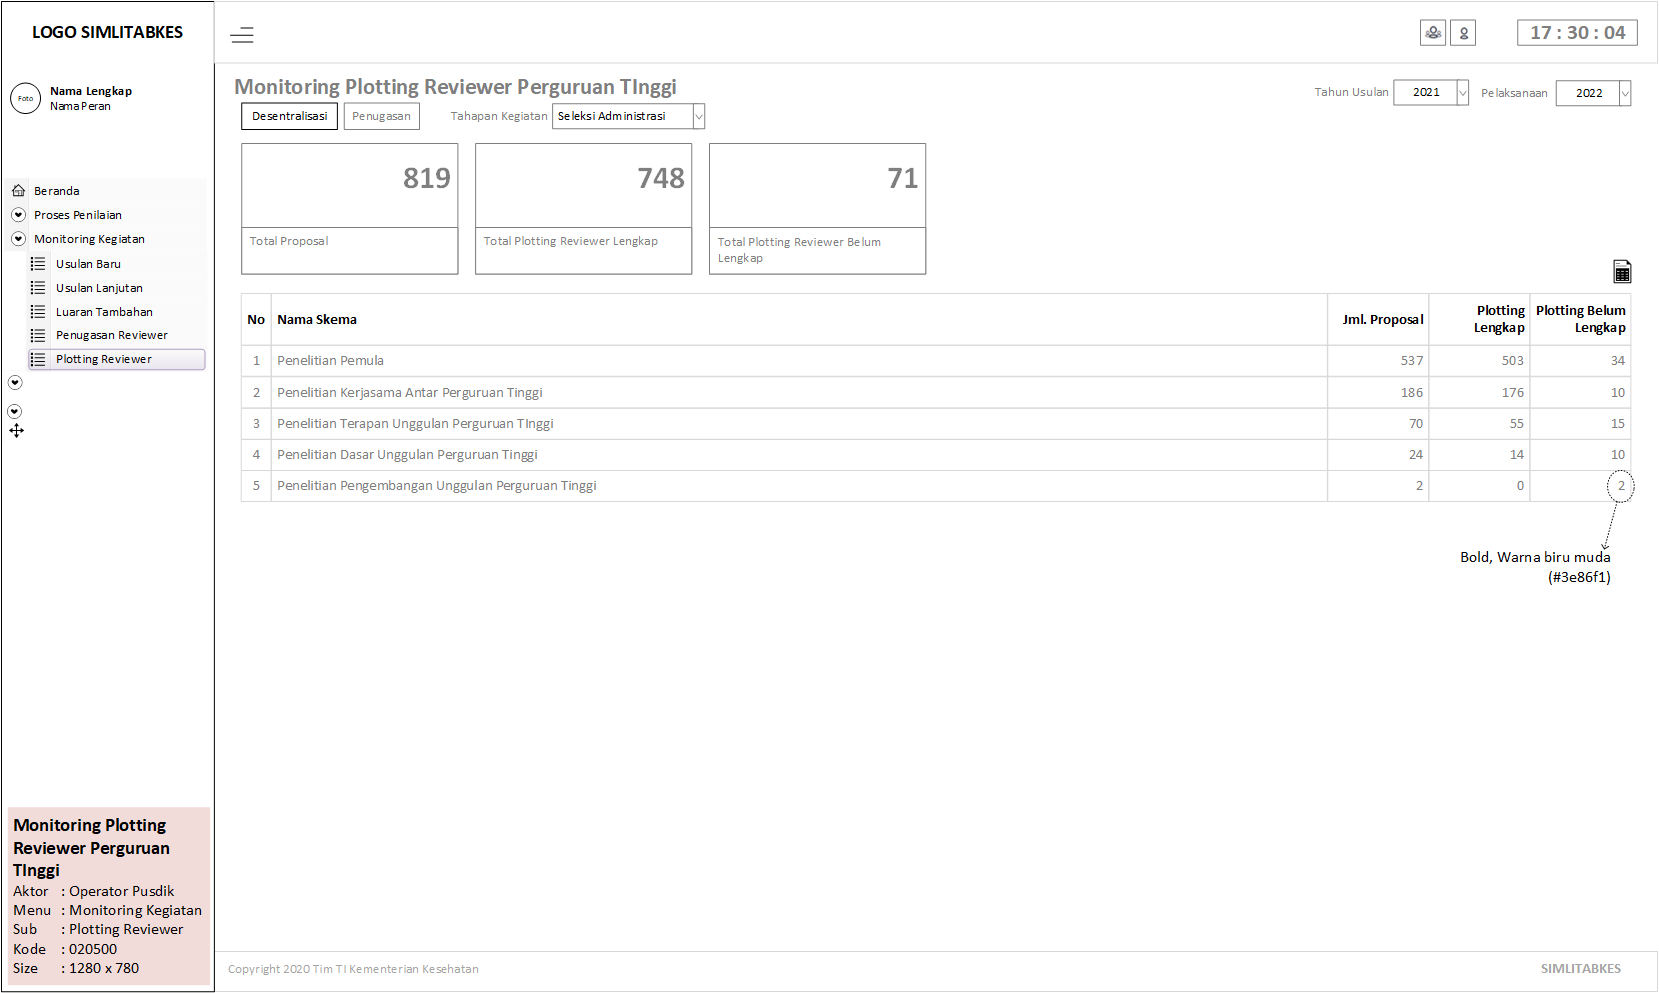 LOGO SIMLITABKES
17 : 30 : 04
Foto
Nama Lengkap
Nama Peran
Beranda
Proses Penilaian
Monitoring Kegiatan
Usulan Baru
Usulan Lanjutan
Luaran Tambahan
Penugasan Reviewer
Plotting Reviewer
Monitoring Plotting Reviewer Perguruan TInggi
Tahun Usulan 2021 Pelaksanaan 2022
Desentralisasi Penugasan Tahapan Kegiatan Seleksi Administrasi
819
Total Proposal
748
Total Plotting Reviewer Lengkap
71
Total Plotting Reviewer Belum
Lengkap
No Nama Skema Jml. Proposal Plotting Lengkap Plotting Belum Lengkap
1 Penelitian Pemula 537 503 34
2 Penelitian Kerjasama Antar Perguruan Tinggi 186 176 10
3 Penelitian Terapan Unggulan Perguruan TInggi 70 55 15
4 Penelitian Dasar Unggulan Perguruan Tinggi 24 14 10
5 Penelitian Pengembangan Unggulan Perguruan Tinggi 2 0 2
Bold, Warna biru muda
(#3e86f1)
Monitoring Plotting
Reviewer Perguruan
TInggi
Aktor : Operator Pusdik
Menu : Monitoring Kegiatan
Sub : Plotting Reviewer
Kode : 020500
Size : 1280 x 780
Copyright 2020 Tim TI Kementerian Kesehatan
SIMLITABKES